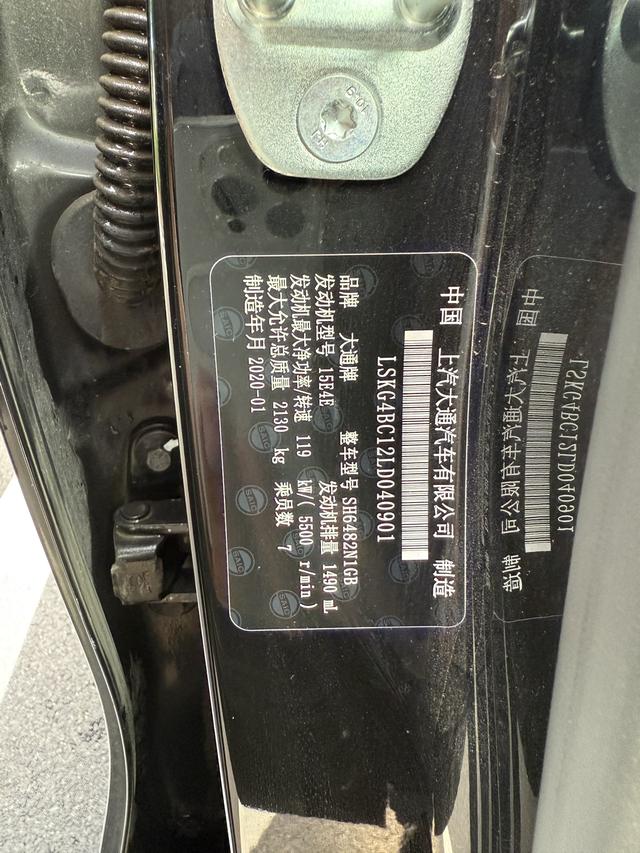 中国 上汽大通汽车有限公司 制造
LSKG4BC12LD040901
品牌 大通牌 整车型号 SH6482N1GB
发动机型号 15E4E 发动机排量 1490 mL
发动机最大净功率/转速 119 kW/( 5500 r/min)
最大允许总质量 2130 kg 乘员数 7
制造年月 2020-01